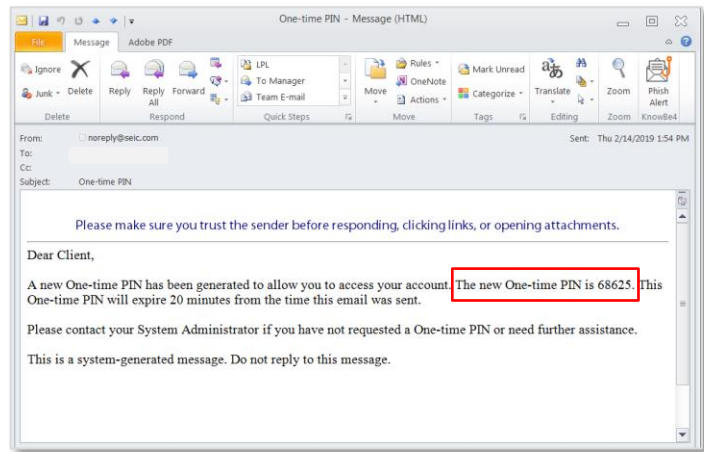 One-time PIN - Message (HTML)
File Message Adobe PDF
Ignore Delete Reply Reply All Forward LPL To Manager Team E-mail Move Rules OneNote Actions Mark Unread Categorize Translate Zoom Phish Alert
Junk
Delete Respond Quick Steps Move Tags Editing Zoom KnowBe4
From: noreply@seic.com Sent: Thu 2/14/2019 1:54 PM
To:
Cc:
Subject: One-time PIN
Please make sure you trust the sender before responding, clicking links, or opening attachments.
Dear Client,
A new One-time PIN has been generated to allow you to access your account. The new One-time PIN is 68625. This
One-time PIN will expire 20 minutes from the time this email was sent.
Please contact your System Administrator if you have not requested a One-time PIN or need further assistance.
This is a system-generated message. Do not reply to this message.